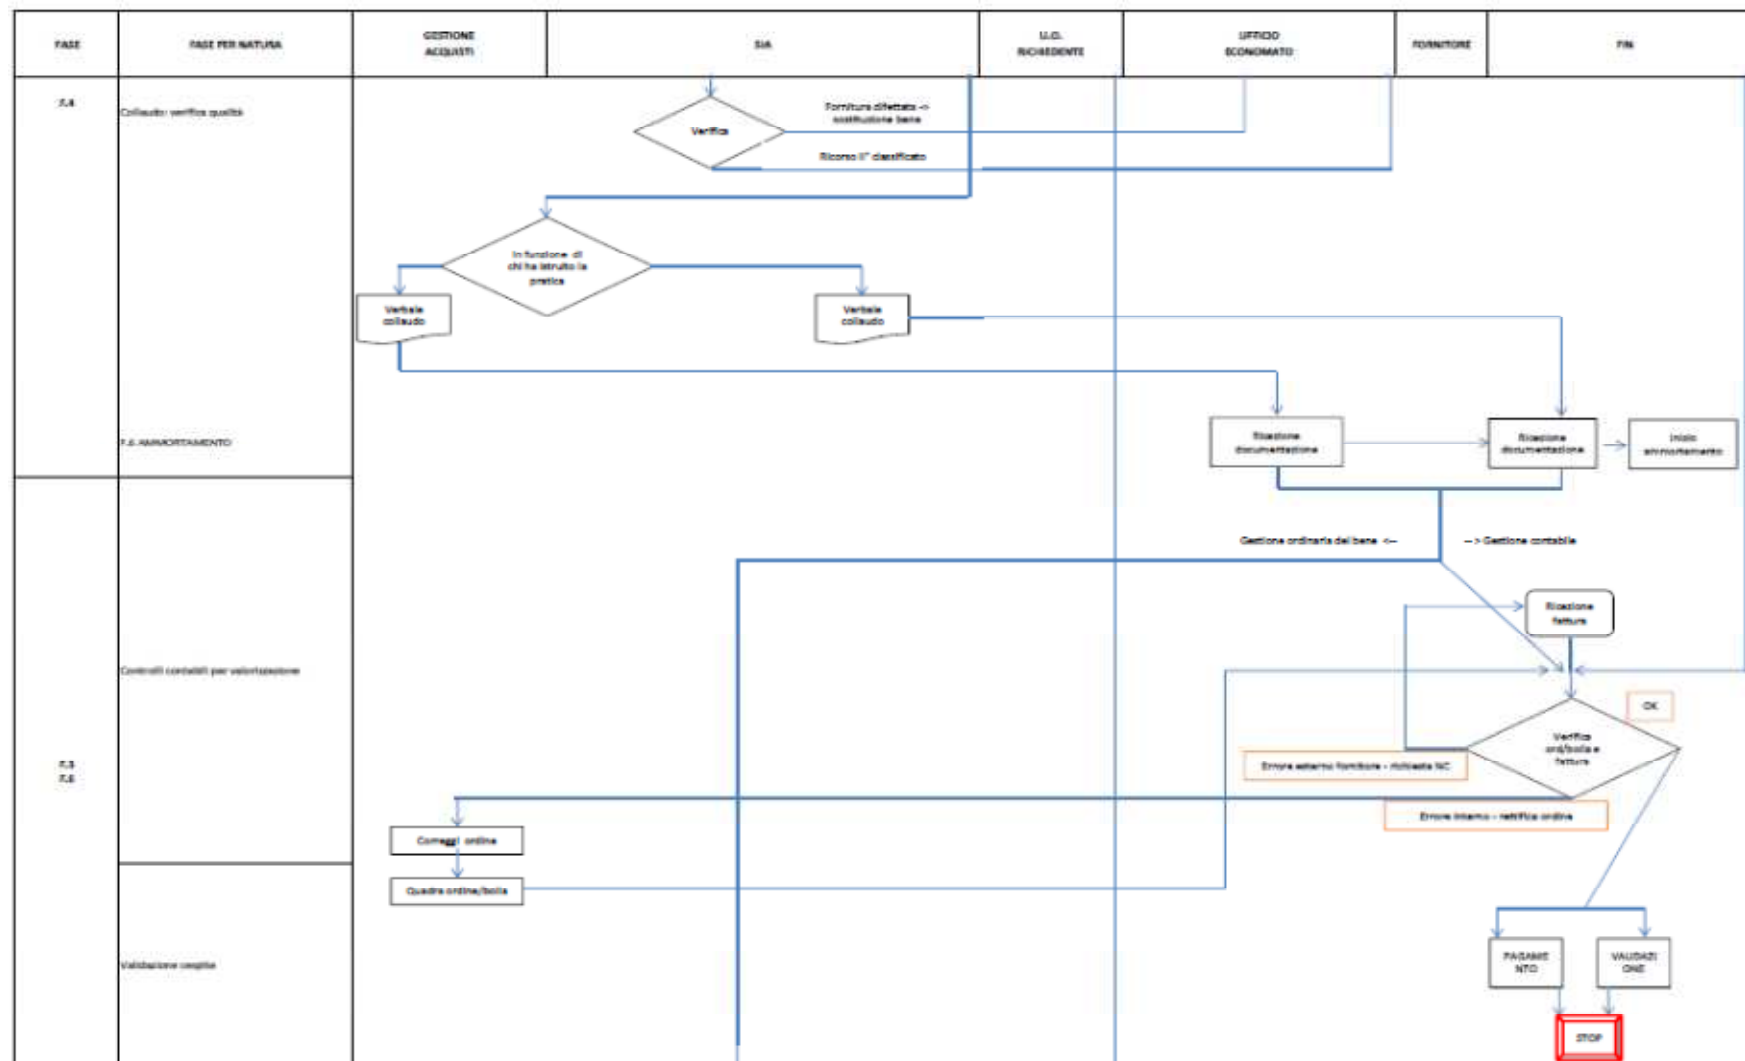 FASE
FASE PER NATURA
GESTIONE
ACQUISTI
SIA
U.O.
RICHIEDENTE
UFFICIO
ECONOMATO
FORNITORE
FIN
F.4
Collaudo: verifica qualità
Verifica
Fornitura difettata ->
sostituzione bene
Ricorso II° classificato
In funzione di
chi ha istruito la
pratica
Verbale
collaudo
Verbale
collaudo
F.6 AMMORTAMENTO
Ricezione
documentazione
Ricezione
documentazione
Inizio
ammortamento
Gestione ordinaria del bene <--
--> Gestione contabile
Ricezione
fattura
Controlli contabili per valorizzazione
OK
Verifica
ord/bolla e
fattura
F.5
F.6
Errore esterno fornitore - richiesta NC
Errore interno - rettifica ordine
Correggi ordine
Quadra ordine/bolla
Validazione cespite
PAGAME
NTO
VALIDAZI
ONE
STOP